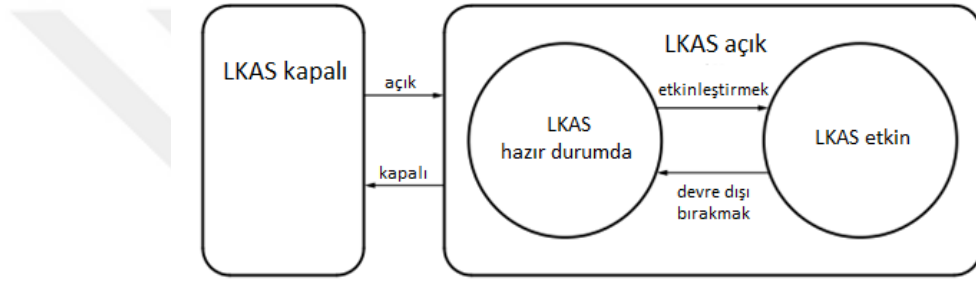 LKAS kapalı
açık
kapalı
LKAS açık
LKAS
hazır durumda
etkinleştirmek
devre dışı
bırakmak
LKAS etkin